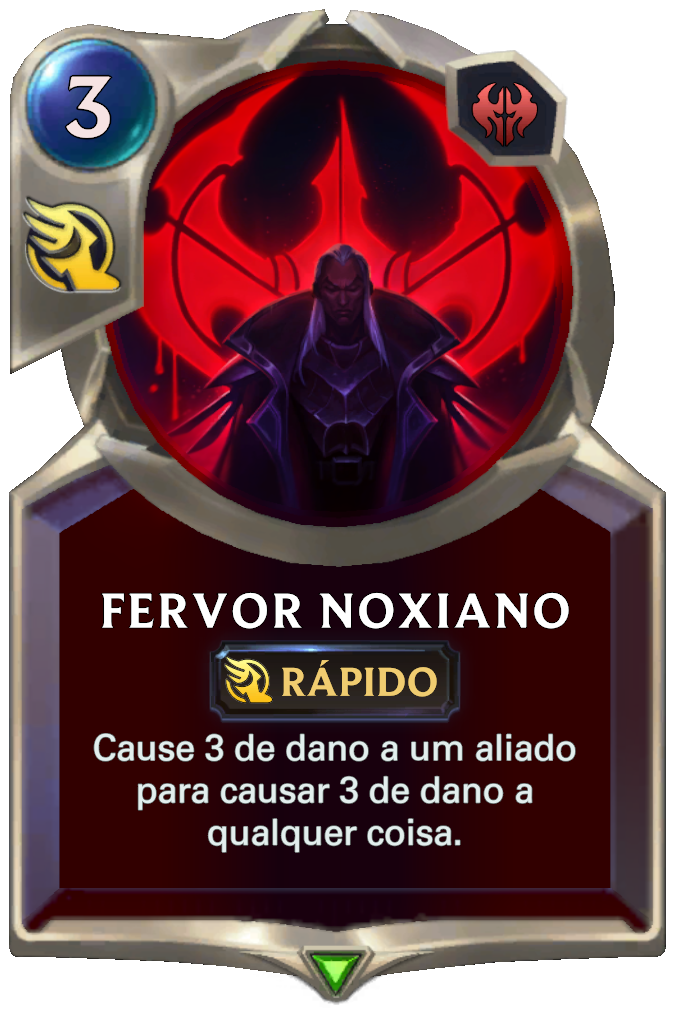 3
FERVOR NOXIANO
RÁPIDO
Cause 3 de dano a um aliado
para causar 3 de dano a
qualquer coisa.